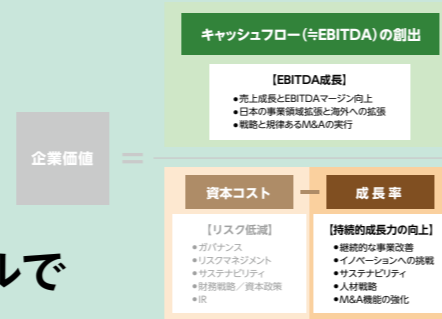 キャッシュフロー(≒EBITDA)の創出
【EBITDA成長】
●売上成長とEBITDAマージン向上
●日本の事業領域拡張と海外への拡張
●戦略と規律あるM&Aの実行
企業価値
=
資本コスト
ー
成長率
【リスク低減】
●ガバナンス
●リスクマネジメント
●サステナビリティ
●財務戦略/資本政策
●IR
【持続的成長力の向上】
●継続的な事業改善
●イノベーションへの挑戦
●サステナビリティ
●人材戦略
●M&A機能の強化
ルで